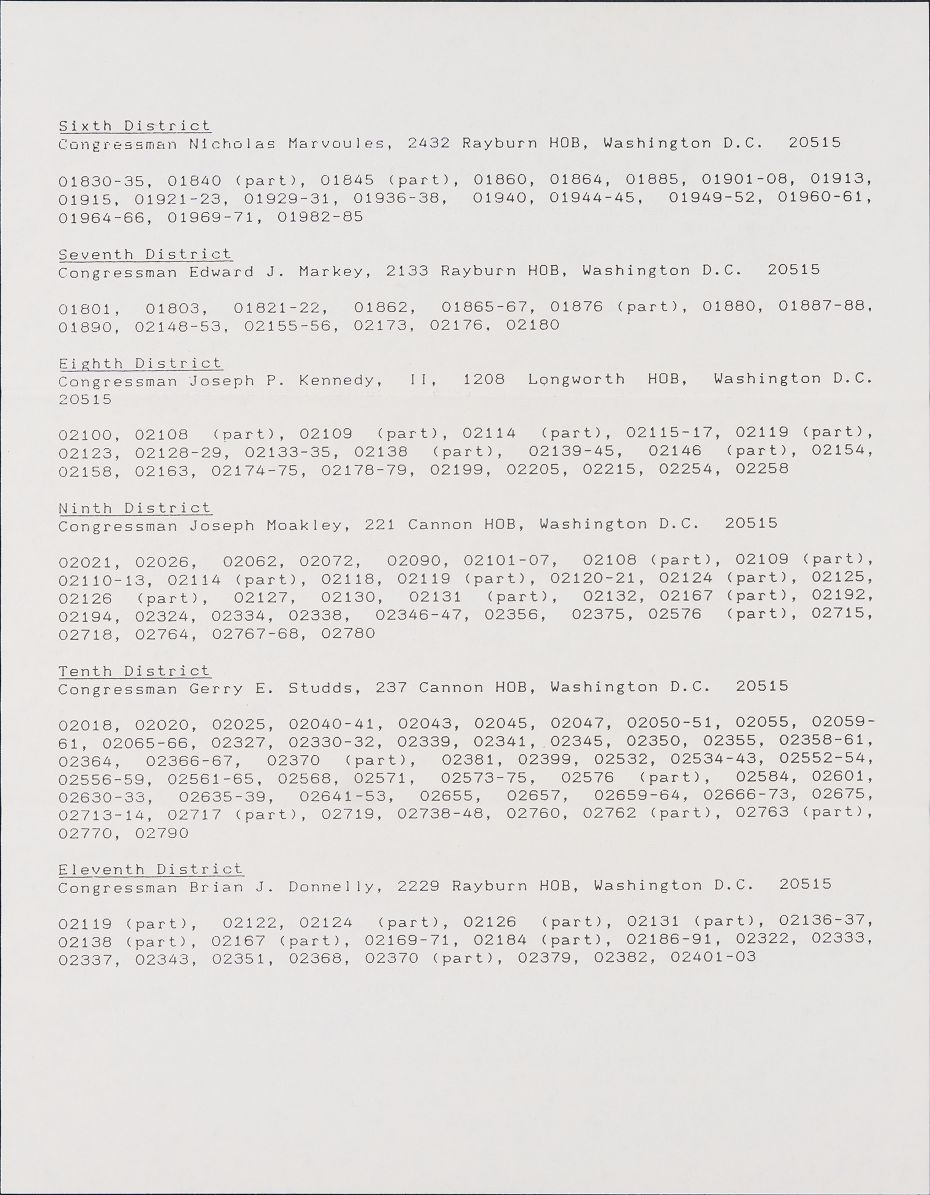 Sixth District
Congressman Nicholas Marvoules, 2432 Rayburn HOB, Washington D.C. 20515
01830-35, 01840 (part), 01845 (part), 01860, 01864, 01885, 01901-08, 01913,
01915, 01921-23, 01929-31, 01936-38, 01940, 01944-45, 01949-52, 01960-61,
01964-66, 01969-71, 01982-85
Seventh District
Congressman Edward J. Markey, 2133 Rayburn HOB, Washington D.C. 20515
01801, 01803, 01821-22, 01862, 01865-67, 01876 (part), 01880, 01887-88,
01890, 02148-53, 02155-56, 02173, 02176, 02180
Eighth District
Congressman Joseph P. Kennedy, II, 1208 Longworth HOB, Washington D.C.
20515
02100, 02108 (part), 02109 (part), 02114 (part), 02115-17, 02119 (part),
02123, 02128-29, 02133-35, 02138 (part), 02139-45, 02146 (part), 02154,
02158, 02163, 02174-75, 02178-79, 02199, 02205, 02215, 02254, 02258
Ninth District
Congressman Joseph Moakley, 221 Cannon HOB, Washington D.C. 20515
02021, 02026, 02062, 02072, 02090, 02101-07, 02108 (part), 02109 (part),
02110-13, 02114 (part), 02118, 02119 (part), 02120-21, 02124 (part), 02125,
02126 (part), 02127, 02130, 02131 (part), 02132, 02167 (part), 02192,
02194, 02324, 02334, 02338, 02346-47, 02356, 02375, 02576 (part), 02715,
02718, 02764, 02767-68, 02780
Tenth District
Congressman Gerry E. Studds, 237 Cannon HOB, Washington D.C. 20515
02018, 02020, 02025, 02040-41, 02043, 02045, 02047, 02050-51, 02055, 02059-
61, 02065-66, 02327, 02330-32, 02339, 02341, 02345, 02350, 02355, 02358-61,
02364, 02366-67, 02370 (part), 02381, 02399, 02532, 02534-43, 02552-54,
02556-59, 02561-65, 02568, 02571, 02573-75, 02576 (part), 02584, 02601,
02630-33, 02635-39, 02641-53, 02655, 02657, 02659-64, 02666-73, 02675,
02713-14, 02717 (part), 02719, 02738-48, 02760, 02762 (part), 02763 (part),
02770, 02790
Eleventh District
Congressman Brian J. Donnelly, 2229 Rayburn HOB, Washington D.C. 20515
02119 (part), 02122, 02124 (part), 02126 (part), 02131 (part), 02136-37,
02138 (part), 02167 (part), 02169-71, 02184 (part), 02186-91, 02322, 02333,
02337, 02343, 02351, 02368, 02370 (part), 02379, 02382, 02401-03